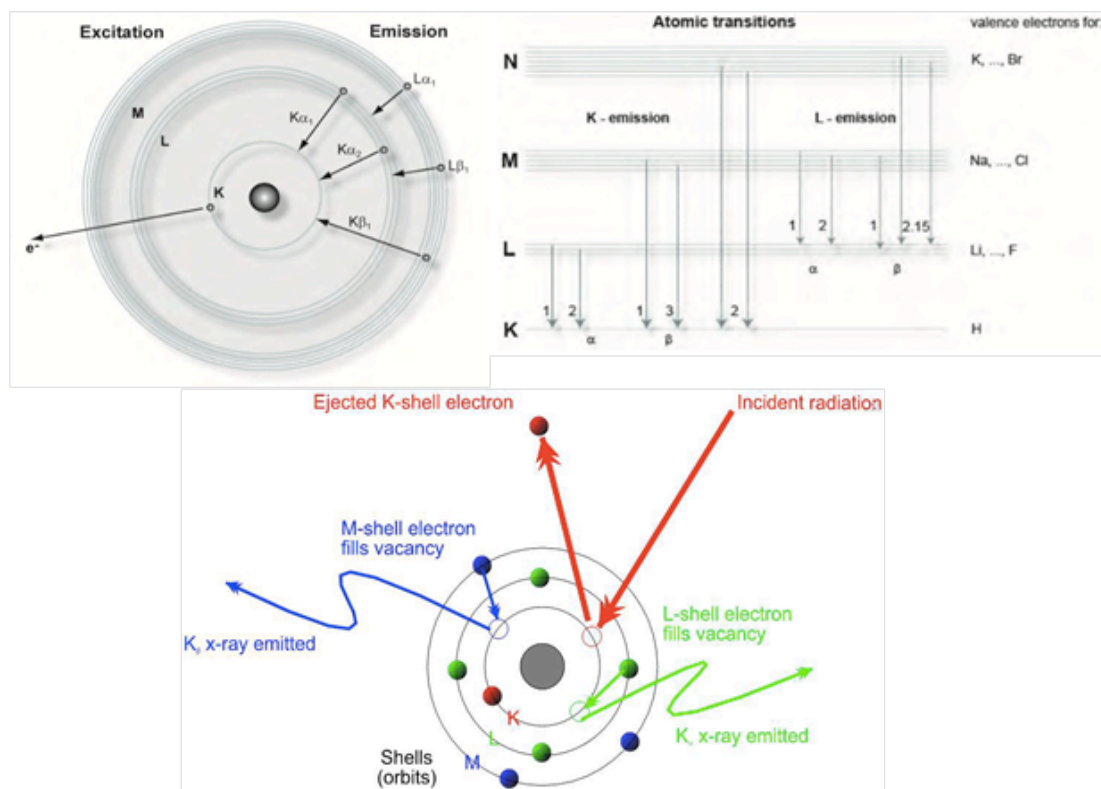 Excitation
Emission
M
L
K
e-
Kα1
Kα2
Kβ1
Lα1
Lβ1
Atomic transitions
valence electrons for:
N
K, ..., Br
K - emission
L - emission
M
Na, ..., Cl
1
2
1
2.15
L
Li, ..., F
α
β
1
2
1
3
2
K
H
α
β
Ejected K-shell electron
Incident radiation
M-shell electron
fills vacancy
L-shell electron
fills vacancy
Kβ x-ray emitted
K
L
M
Shells
(orbits)
Kα x-ray emitted